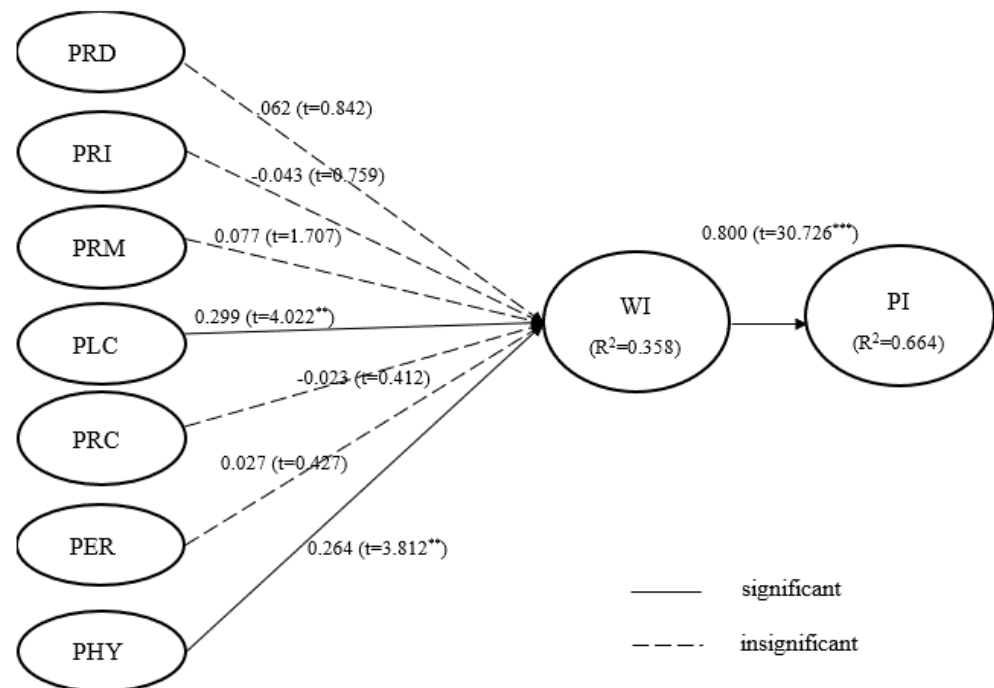 PRD
.062 (t=0.842)
PRI
-0.043 (t=0.759)
PRM
0.077 (t=1.707)
PLC
0.299 (t=4.022**)
PRC
-0.023 (t=0.412)
PER
0.027 (t=0.427)
PHY
0.264 (t=3.812**)
WI
(R²=0.358)
0.800 (t=30.726***)
PI
(R²=0.664)
significant
insignificant